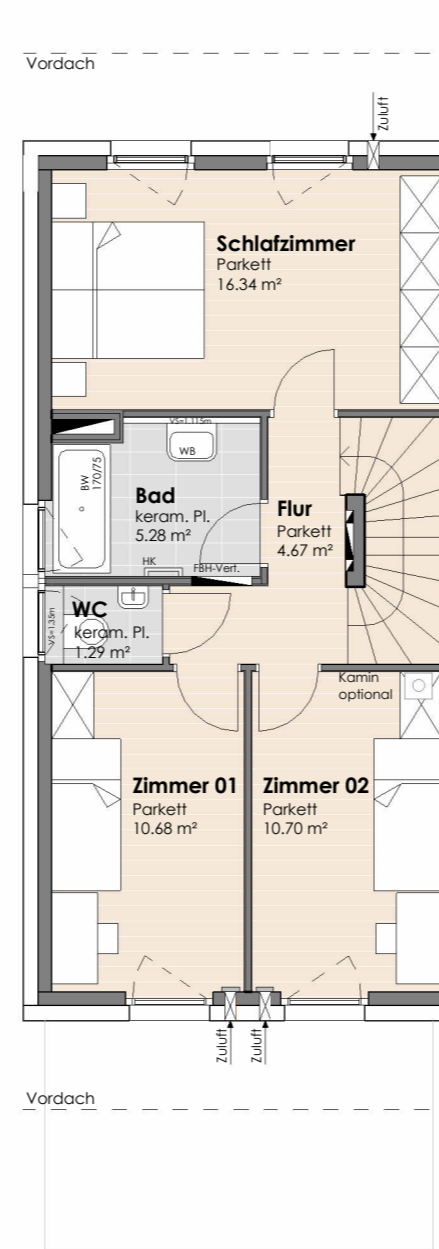 Vordach
Zuluft
Schlafzimmer
Parkett
16.34 m²
VS=1.115m
WB
BW
170/75
Bad
keram. Pl.
5.28 m²
Flur
Parkett
4.67 m²
HK
FBH-Vert.
WC
keram. Pl.
1.29 m²
VS=1.35m
Kamin
optional
Zimmer 01
Parkett
10.68 m²
Zimmer 02
Parkett
10.70 m²
Zuluft
Zuluft
Vordach